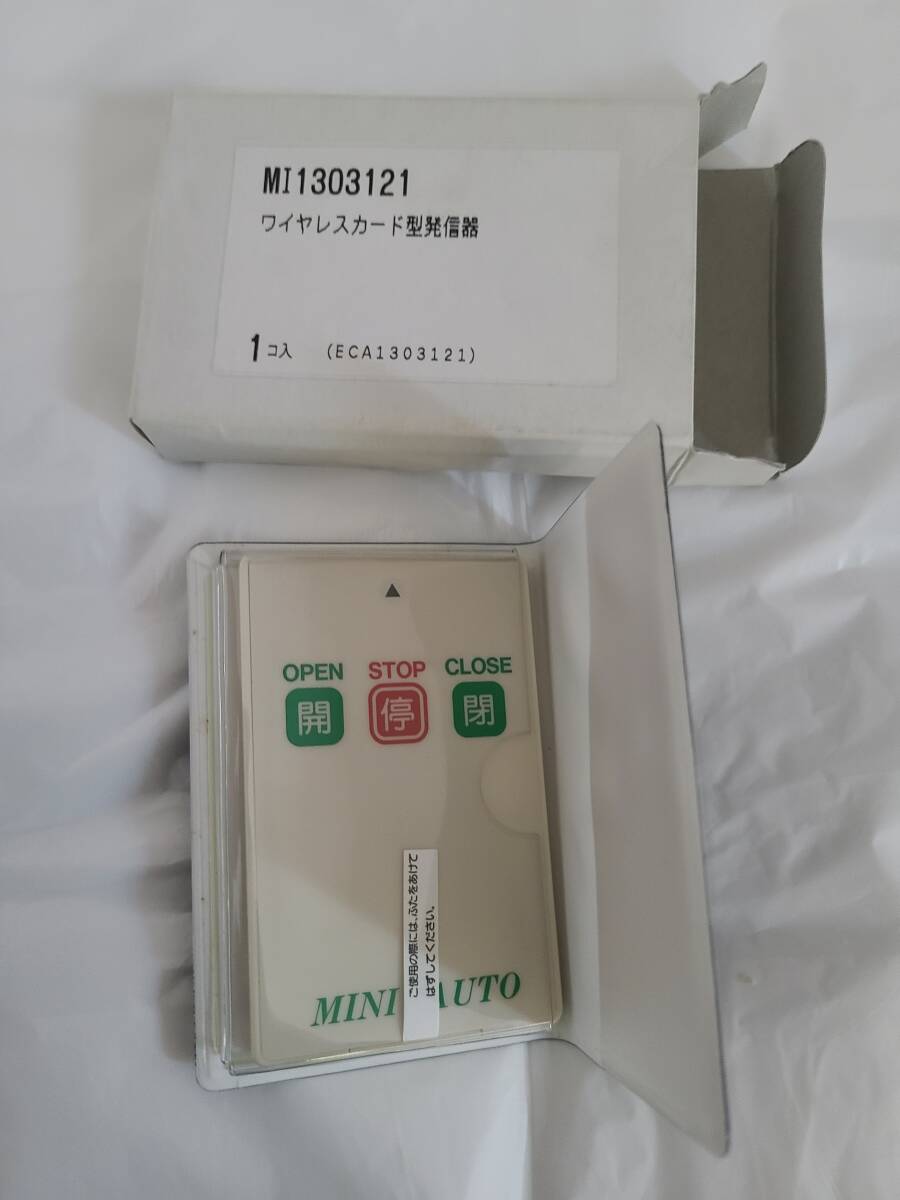 MI1303121
ワイヤレスカード型発信器
1コ入 (ECA1303121)
▲
OPEN STOP CLOSE
開 停 閉
ご使用の際には、ふたをあけて
はずしてください。
MINI AUTO